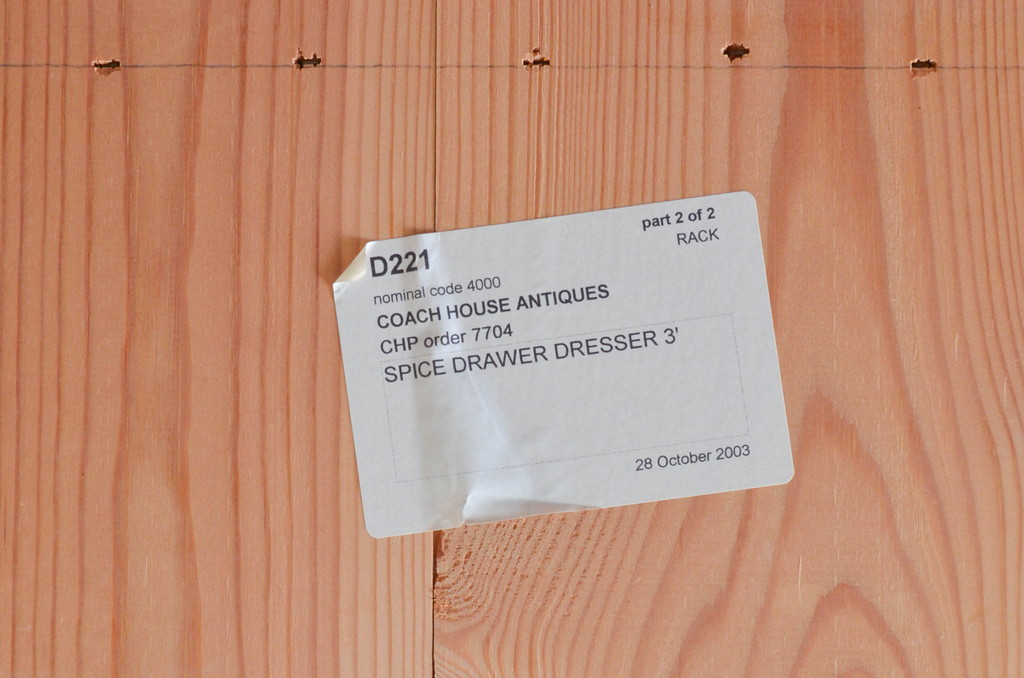 part 2 of 2
RACK
D221
nominal code 4000
COACH HOUSE ANTIQUES
CHP order 7704
SPICE DRAWER DRESSER 3'
28 October 2003